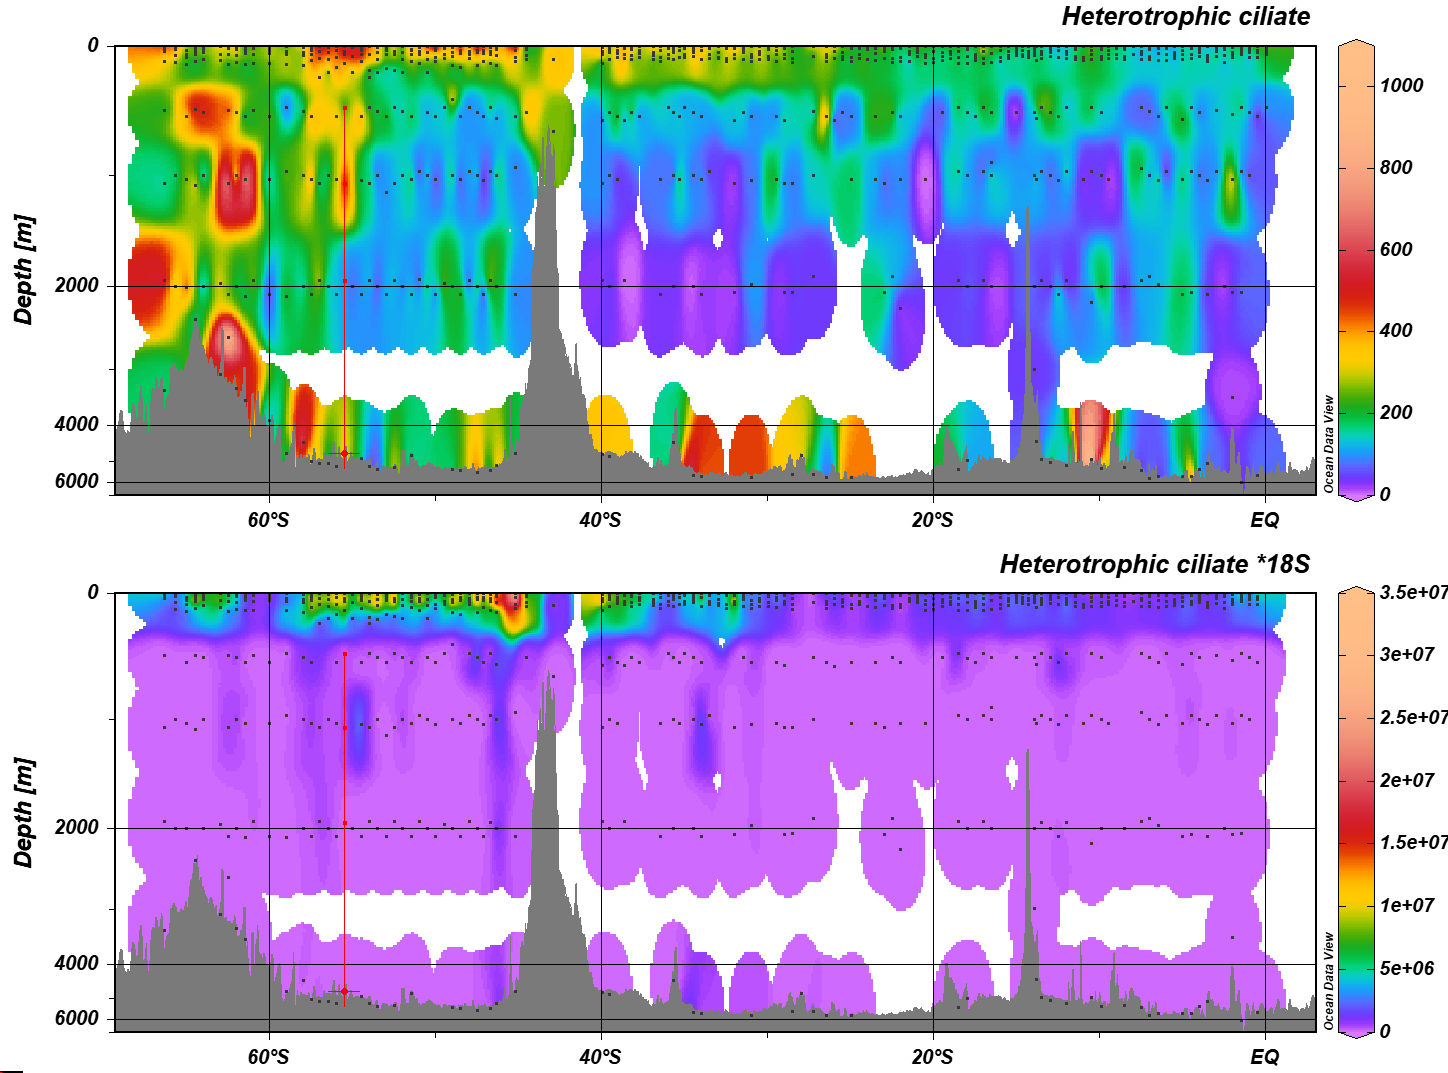 Heterotrophic ciliate
0
2000
4000
6000
Depth [m]
60°S
40°S
20°S
EQ
1000
800
600
400
200
0
Ocean Data View
Heterotrophic ciliate *18S
0
2000
4000
6000
Depth [m]
60°S
40°S
20°S
EQ
3.5e+07
3e+07
2.5e+07
2e+07
1.5e+07
1e+07
5e+06
0
Ocean Data View